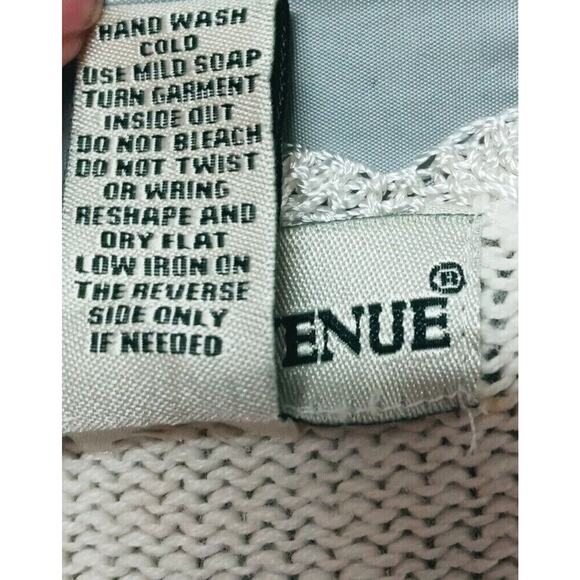 HAND WASH
COLD
USE MILD SOAP
TURN GARMENT
INSIDE OUT
DO NOT BLEACH
DO NOT TWIST
OR WRING
RESHAPE AND
DRY FLAT
LOW IRON ON
THE REVERSE
SIDE ONLY
IF NEEDED
ENUE®